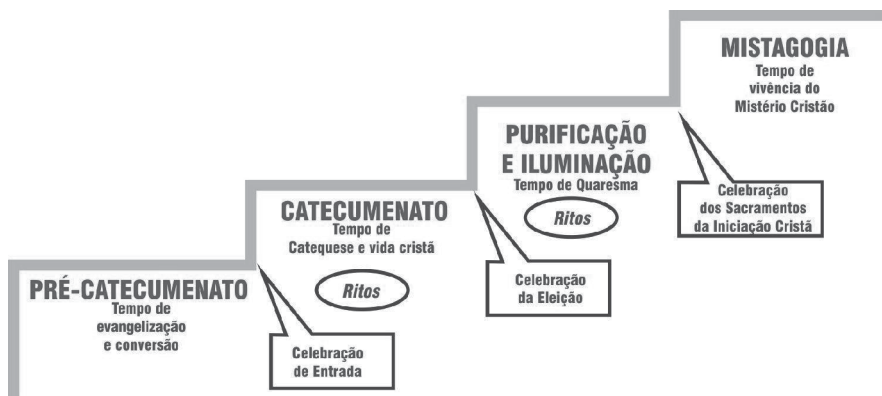 PRÉ-CATECUMENATO
Tempo de
evangelização
e conversão
Celebração
de Entrada
CATECUMENATO
Tempo de
Catequese e vida cristã
Ritos
Celebração
da Eleição
PURIFICAÇÃO
E ILUMINAÇÃO
Tempo de Quaresma
Ritos
Celebração
dos Sacramentos
da Iniciação Cristã
MISTAGOGIA
Tempo de
vivência do
Mistério Cristão